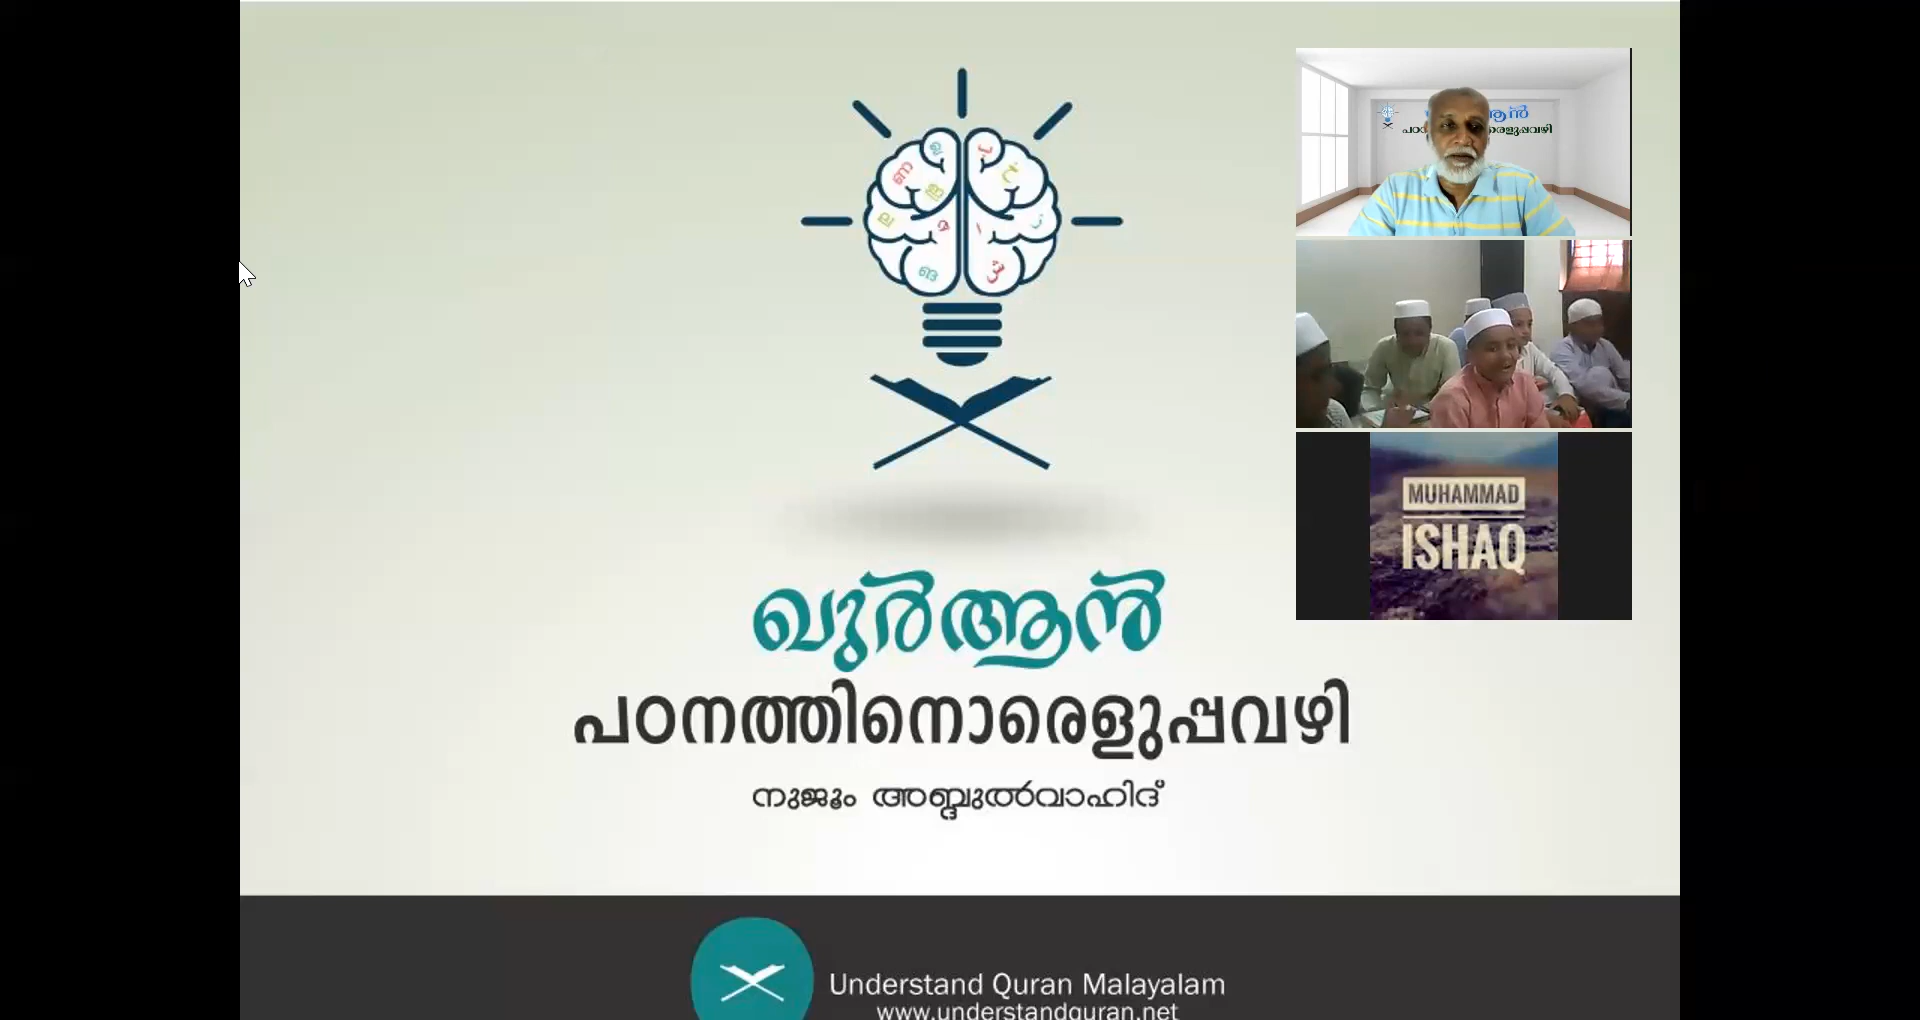 ഖുർആൻ
പഠനത്തിനൊരെളുപ്പവഴി
നുജൂം അബ്ദുൽവാഹിദ്
Understand Quran Malayalam
www.understandquran.net
MUHAMMAD
ISHAQ